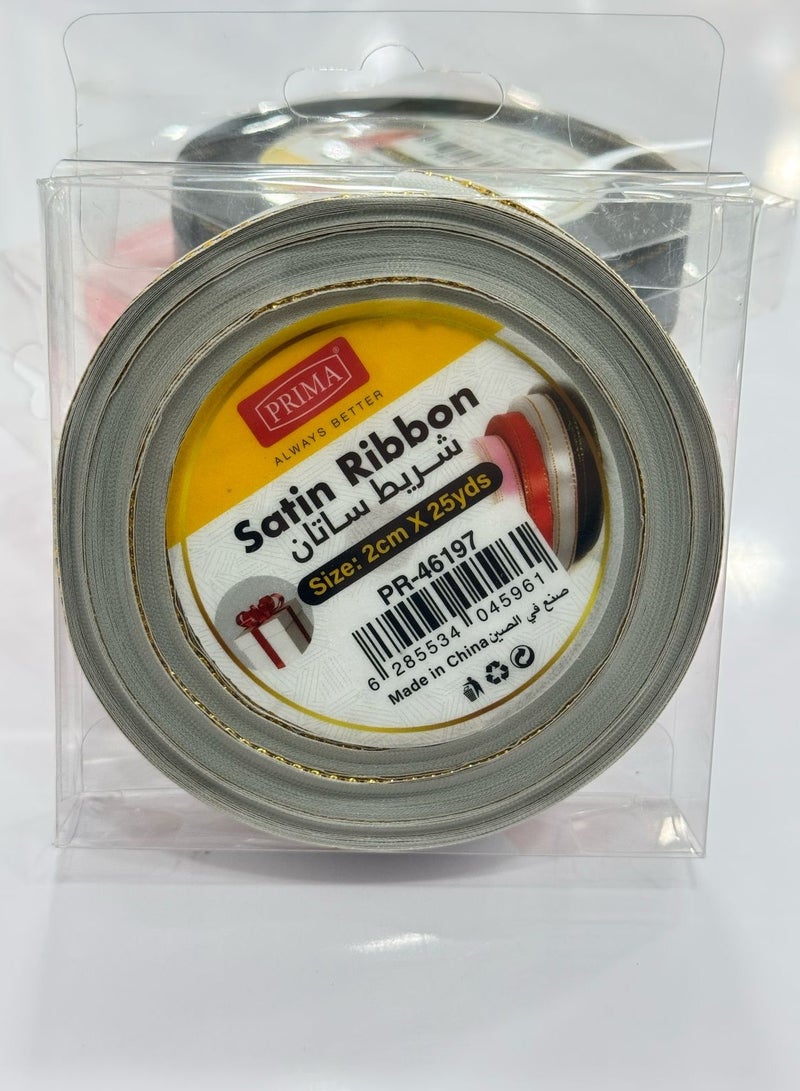 PRIMA®
ALWAYS BETTER
Satin Ribbon
شريط ساتان
Size: 2cm X 25yds
PR-46197
6 285534 045961
Made in China صنع في الصين